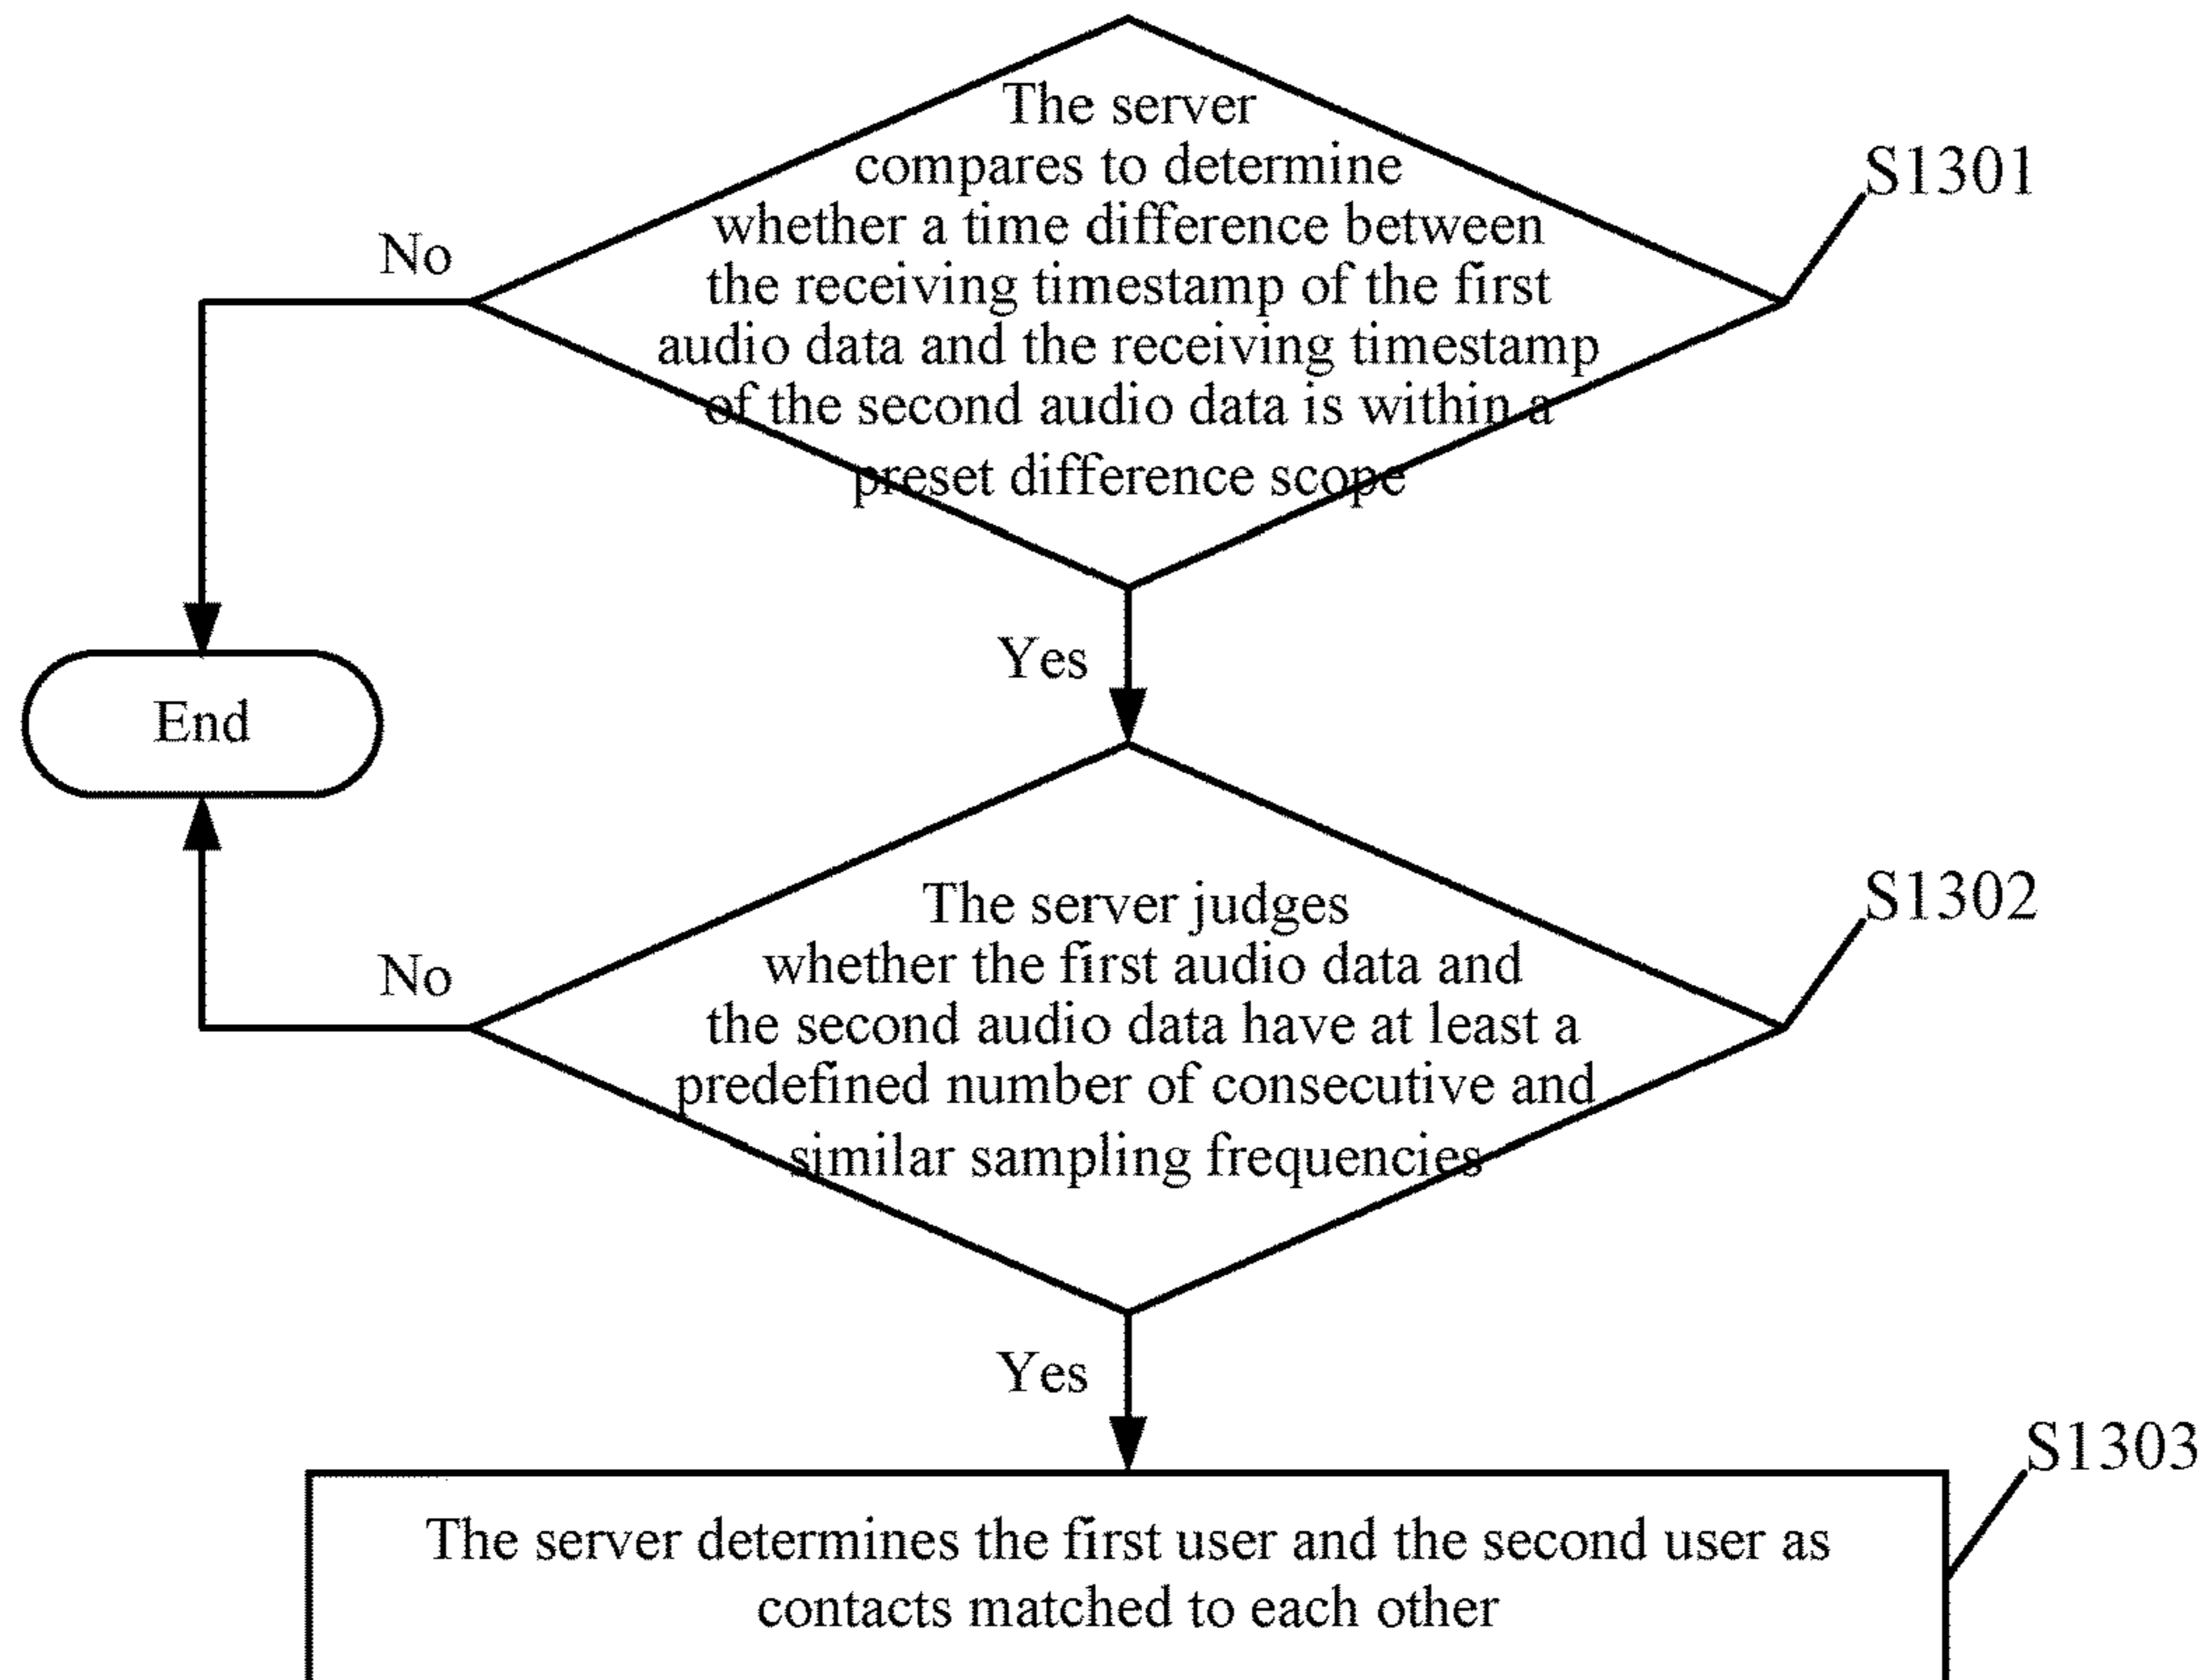 The server
compares to determine
whether a time difference between
the receiving timestamp of the first
audio data and the receiving timestamp
of the second audio data is within a
preset difference scope
S1301
No
Yes
End
The server judges
whether the first audio data and
the second audio data have at least a
predefined number of consecutive and
similar sampling frequencies
S1302
No
Yes
S1303
The server determines the first user and the second user as
contacts matched to each other